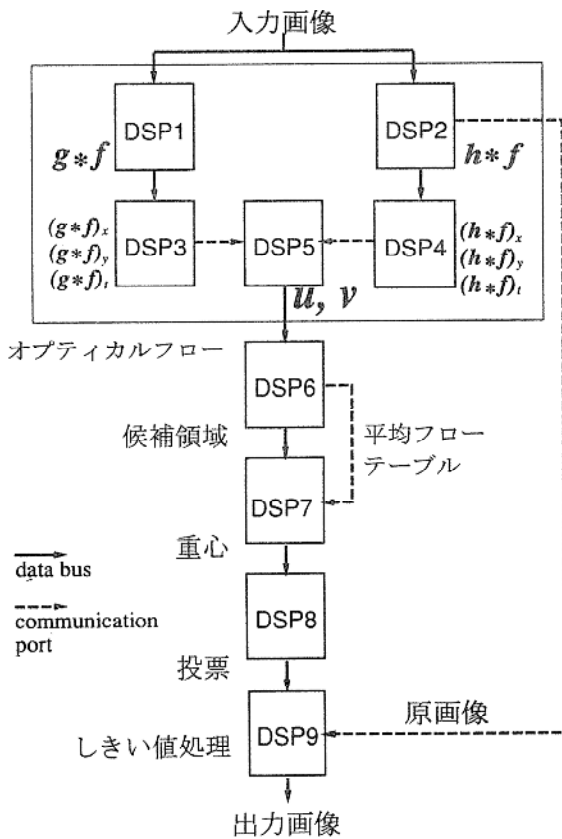 入力画像
DSP1
DSP2
g*f
h*f
(g*f)x
(g*f)y
(g*f)t
DSP3
DSP5
DSP4
(h*f)x
(h*f)y
(h*f)t
u, v
オプティカルフロー
DSP6
候補領域
平均フロー
テーブル
DSP7
重心
data bus
DSP8
communication
port
投票
原画像
DSP9
しきい値処理
出力画像